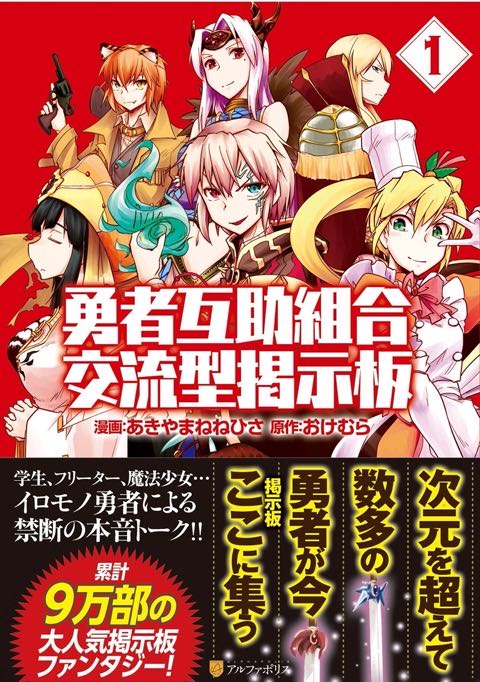 1
勇者互助組合
交流型掲示板
漫画:あきやまねねひさ 原作:おけむら
次元を超えて
数多の
勇者が今
掲示板
ここに集う
学生、フリーター、魔法少女…
イロモノ勇者による
禁断の本音トーク!!
累計
9万部の
大人気掲示板
ファンタジー!
アルファポリス